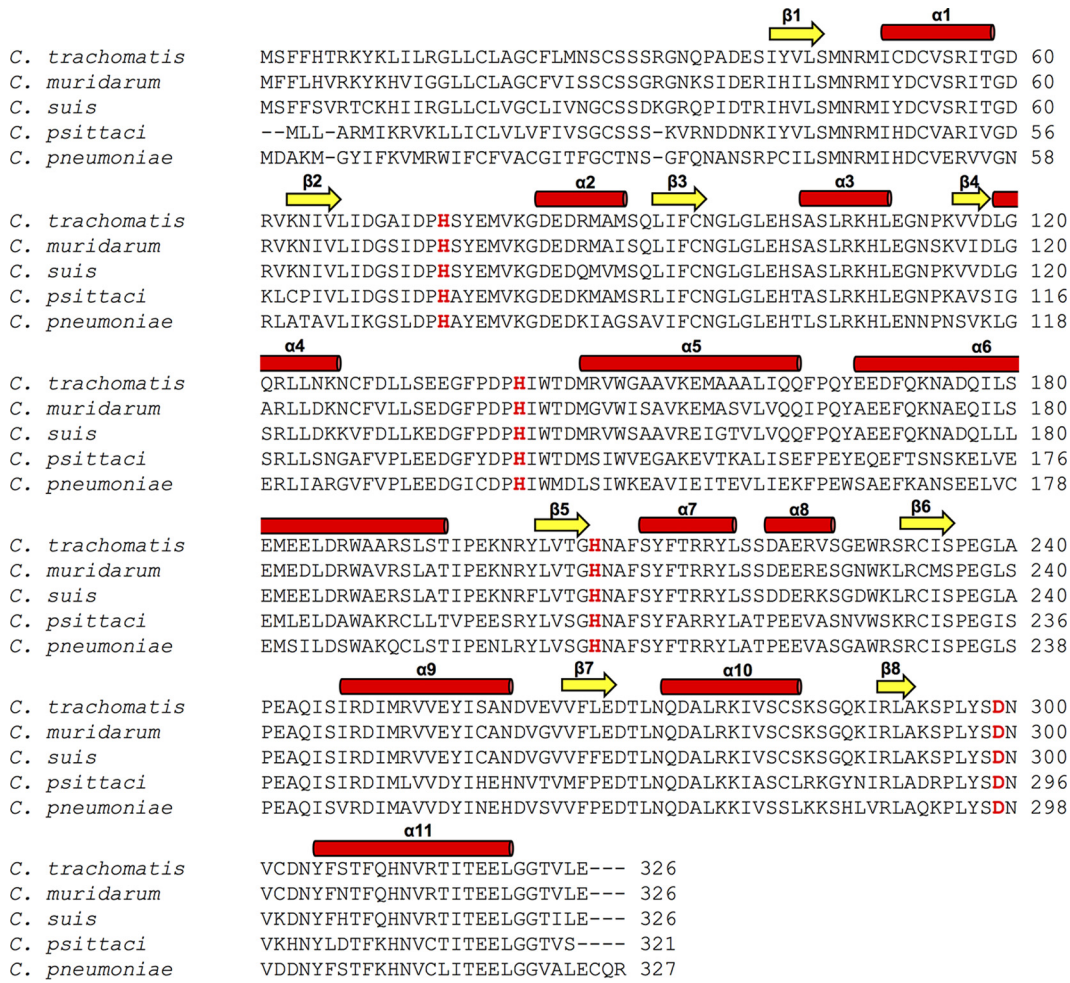 β1 α1
C. trachomatis MSFFHTRKYKLILRGLLCLAGCFLMNSCSSSRGNQPADESIYVLSMNRMICDCVSRITGD 60
C. muridarum MFFLHVRKYKHVIGGLLCLAGCFVISSCSSGRGNKSIDERIHILSMNRMIYDCVSRITGD 60
C. suis MSFFSVRTCKHIIRGLLCLVGCLIVNGCSSDKGRQPIDTRIHVLSMNRMIYDCVSRITGD 60
C. psittaci --MLL-ARMIKRVKLLICLVLVFIVSGCSSS-KVRNDDNKIYVLSMNRMIHDCVARIVGD 56
C. pneumoniae MDAKM-GYIFKVMRWIFCFVACGITFGCTNS-GFQNANSRPCILSMNRMIHDCVERVVGN 58
β2 α2 β3 α3 β4
C. trachomatis RVKNIVLIDGAIDPHSYEMVKGDEDRMAMSQLIFCNGLGLEHSASLRKHLEGNPKVVDLG 120
C. muridarum RVKNIVLIDGSIDPHSYEMVKGDEDRMAISQLIFCNGLGLEHSASLRKHLEGNSKVIDLG 120
C. suis RVKNIVLIDGSIDPHSYEMVKGDEDQMVMSQLIFCNGLGLEHSASLRKHLEGNPKVVDLG 120
C. psittaci KLCPIVLIDGSIDPHAYEMVKGDEDKMAMSRLIFCNGLGLEHTASLRKHLEGNPKAVSIG 116
C. pneumoniae RLATAVLIKGSLDPHAYEMVKGDEDKIAGSAVIFCNGLGLEHTLSLRKHLENNPNSVKLG 118
α4 α5 α6
C. trachomatis QRLLNKNCFDLLSEEGFPDPHIWTDMRVWGAAVKEMAAALIQQFPQYEEDFQKNADQILS 180
C. muridarum ARLLDKNCFVLLSEDGFPDPHIWTDMGVWISAVKEMASVLVQQIPQYAEEFQKNAEQILS 180
C. suis SRLLDKKVFDLLKEDGFPDPHIWTDMRVWSAAVREIGTVLVQQFPQYAEEFQKNADQLLL 180
C. psittaci SRLLSNGAFVPLEEDGFYDPHIWTDMSIWVEGAKEVTKALISEFPEYEQEFTSNSKELVE 176
C. pneumoniae ERLIARGVFVPLEEDGICDPHIWMDLSIWKEAVIEITEVLIEKFPEWSAEFKANSEELVC 178
β5 α7 α8 β6
C. trachomatis EMEELDRWAARSLSTIPEKNRYLVTGHNAFSYFTRRYLSSDAERVSGEWRSRCISPEGLA 240
C. muridarum EMEDLDRWAVRSLATIPEKNRYLVTGHNAFSYFTRRYLSSDEERESGNWKLRCMSPEGLS 240
C. suis EMEELDRWAERSLATIPEKNRFLVTGHNAFSYFTRRYLSSDDERKSGDWKLRCISPEGLA 240
C. psittaci EMLELDAWAKRCLLTVPEESRYLVSGHNAFSYFARRYLATPEEVASNVWSKRCISPEGIS 236
C. pneumoniae EMSILDSWAKQCLSTIPENLRYLVSGHNAFSYFTRRYLATPEEVASGAWRSRCISPEGLS 238
α9 β7 α10 β8
C. trachomatis PEAQISIRDIMRVVEYISANDVEVVFLEDTLNQDALRKIVSCSKSGQKIRLAKSPLYSDN 300
C. muridarum PEAQISIRDIMRVVEYICANDVGVVFLEDTLNQDALRKIVSCSKSGQKIRLAKSPLYSDN 300
C. suis PEAQISIRDIMRVVEYICANDVGVVFFEDTLNQDALRKIVSCSKSGQKIRLAKSPLYSDN 300
C. psittaci PEAQISIRDIMLVVDYIHEHNVTVMFPEDTLNQDALKKIASCLRKGYNIRLADRPLYSDN 296
C. pneumoniae PEAQISVRDIMAVVDYINEHDVSVVFPEDTLNQDALKKIVSSLKKSHLVRLAQKPLYSDN 298
α11
C. trachomatis VCDNYFSTFQHNVRTITEELGGTVLE--- 326
C. muridarum VCDNYFNTFQHNVRTITEELGGTVLE--- 326
C. suis VKDNYFHTFQHNVRTITEELGGTILE--- 326
C. psittaci VKHNYLDTFKHNVCTITEELGGTVS---- 321
C. pneumoniae VDDNYFSTFKHNVCLITEELGGVALECQR 327